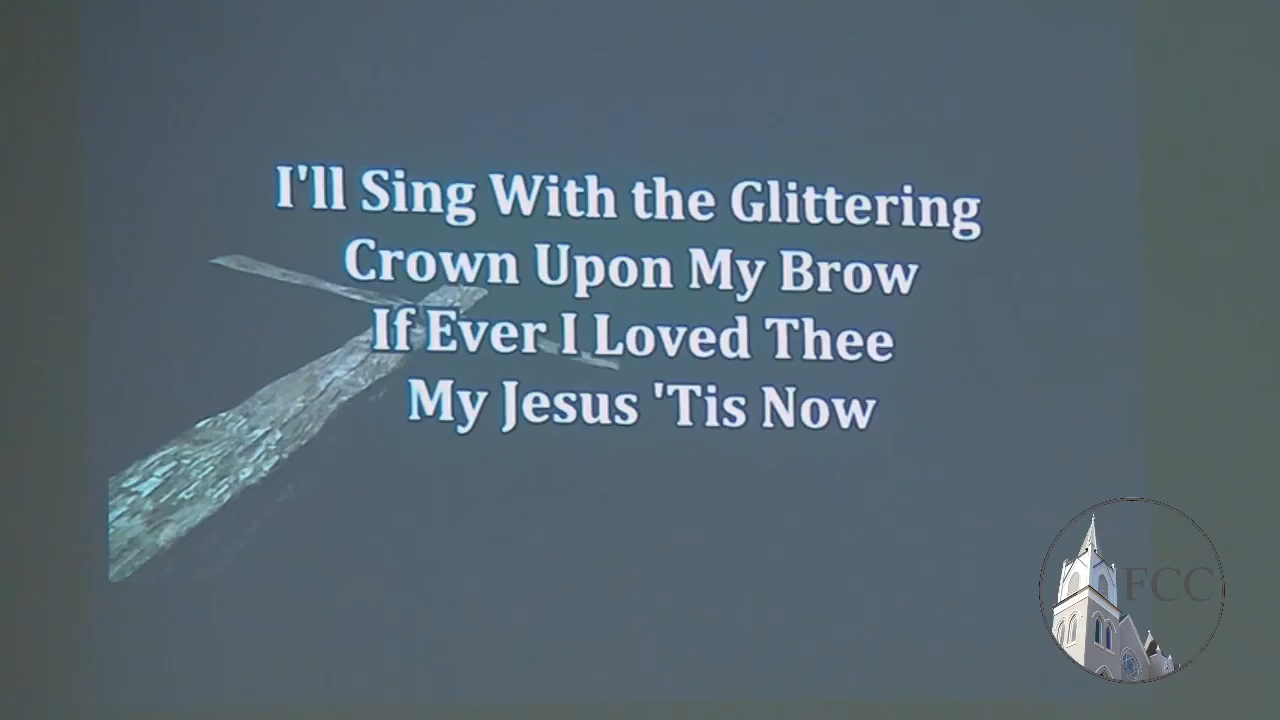 I'll Sing With the Glittering
Crown Upon My Brow
If Ever I Loved Thee
My Jesus 'Tis Now
FCC